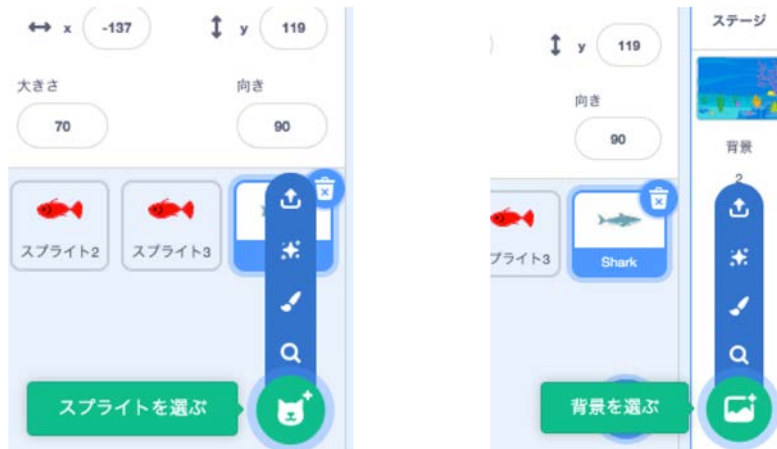 x -137 y 119
大きさ 向き
70 90
スプライト2 スプライト3
スプライトを選ぶ
ステージ
y 119
向き
90
背景
2
プライト3 Shark
背景を選ぶ